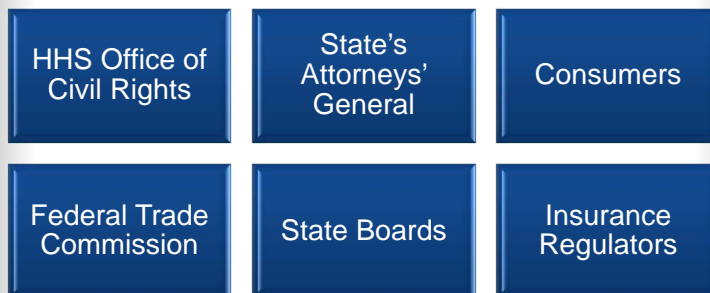 HHS Office of
Civil Rights
State's
Attorneys'
General
Consumers
Federal Trade
Commission
State Boards
Insurance
Regulators